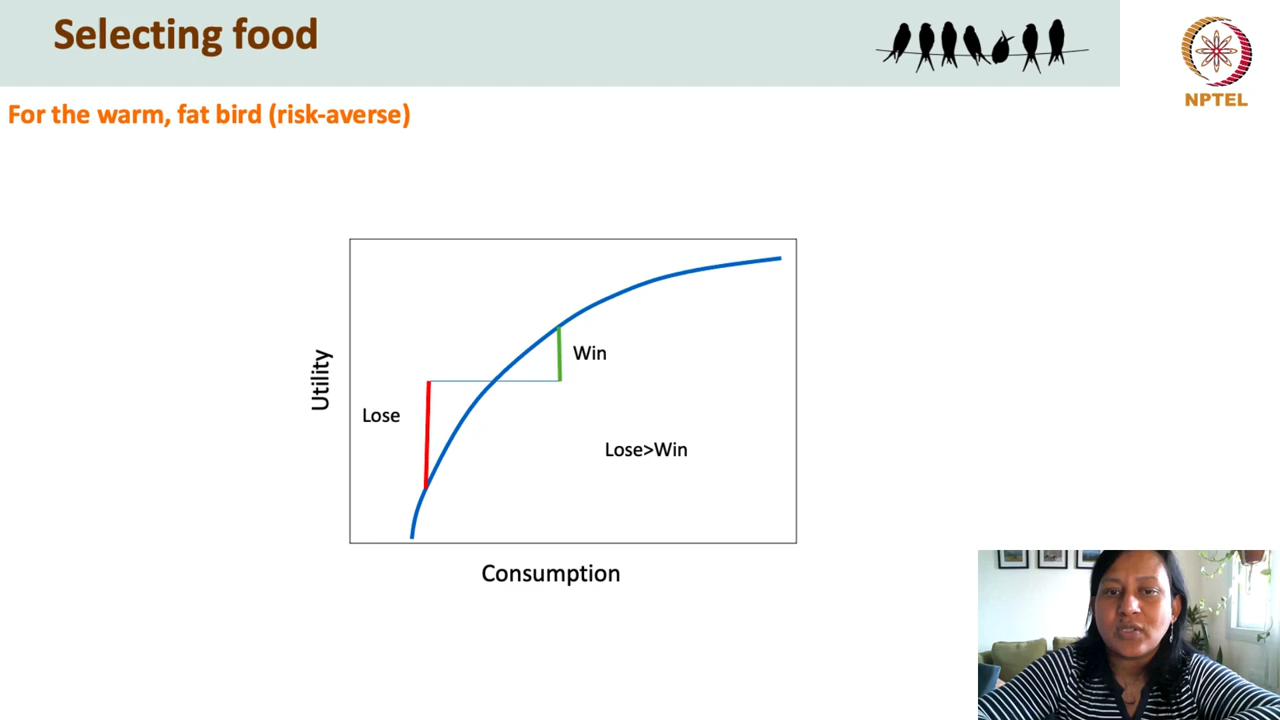 Selecting food
NPTEL
For the warm, fat bird (risk-averse)
Utility
Win
Lose
Lose>Win
Consumption